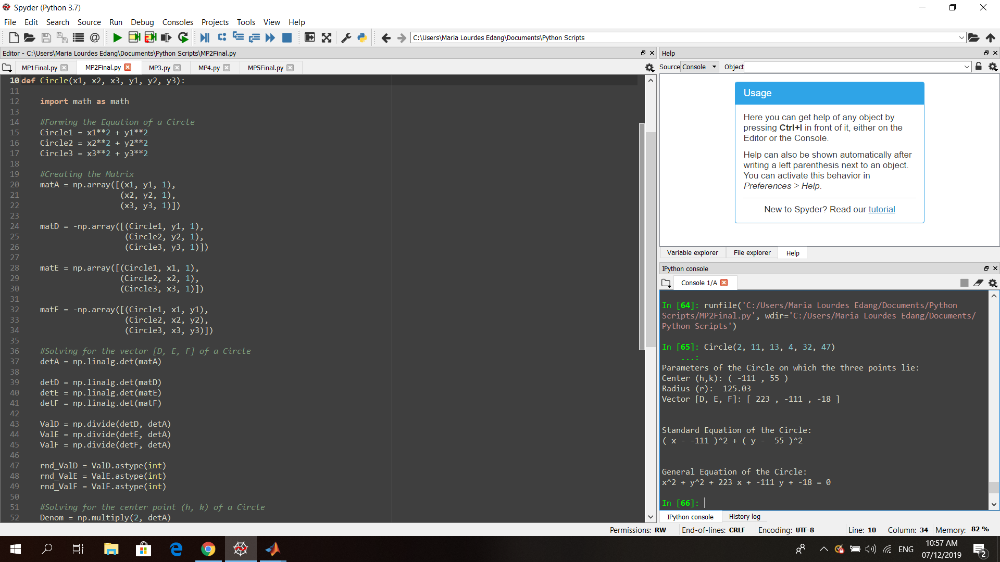 Spyder (Python 3.7)
File Edit Search Source Run Debug Consoles Projects Tools View Help
C:\Users\Maria Lourdes Edang\Documents\Python Scripts
Editor - C:\Users\Maria Lourdes Edang\Documents\Python Scripts\MP2Final.py
MP1Final.py MP2Final.py MP3.py MP4.py MP5Final.py
10 def Circle(x1, x2, x3, y1, y2, y3):
11
12 import math as math
13
14 #Forming the Equation of a Circle
15 Circle1 = x1**2 + y1**2
16 Circle2 = x2**2 + y2**2
17 Circle3 = x3**2 + y3**2
18
19 #Creating the Matrix
20 matA = np.array([(x1, y1, 1),
21 (x2, y2, 1),
22 (x3, y3, 1)])
23
24 matD = -np.array([(Circle1, y1, 1),
25 (Circle2, y2, 1),
26 (Circle3, y3, 1)])
27
28 matE = np.array([(Circle1, x1, 1),
29 (Circle2, x2, 1),
30 (Circle3, x3, 1)])
31
32 matF = -np.array([(Circle1, x1, y1),
33 (Circle2, x2, y2),
34 (Circle3, x3, y3)])
35
36 #Solving for the vector [D, E, F] of a Circle
37 detA = np.linalg.det(matA)
38
39 detD = np.linalg.det(matD)
40 detE = np.linalg.det(matE)
41 detF = np.linalg.det(matF)
42
43 ValD = np.divide(detD, detA)
44 ValE = np.divide(detE, detA)
45 ValF = np.divide(detF, detA)
46
47 rnd_ValD = ValD.astype(int)
48 rnd_ValE = ValE.astype(int)
49 rnd_ValF = ValF.astype(int)
50
51 #Solving for the center point (h, k) of a Circle
52 Denom = np.multiply(2, detA)
Help
Source Console Object
Usage
Here you can get help of any object by
pressing Ctrl+I in front of it, either on the
Editor or the Console.
Help can also be shown automatically after
writing a left parenthesis next to an object.
You can activate this behavior in
Preferences > Help.
New to Spyder? Read our tutorial
Variable explorer File explorer Help
IPython console
Console 1/A
In [64]: runfile('C:/Users/Maria Lourdes Edang/Documents/Python
Scripts/MP2Final.py', wdir='C:/Users/Maria Lourdes Edang/Documents/
Python Scripts')
In [65]: Circle(2, 11, 13, 4, 32, 47)
...:
Parameters of the Circle on which the three points lie:
Center (h,k): ( -111 , 55 )
Radius (r): 125.03
Vector [D, E, F]: [ 223 , -111 , -18 ]
Standard Equation of the Circle:
( x - -111 )^2 + ( y - 55 )^2
General Equation of the Circle:
x^2 + y^2 + 223 x + -111 y + -18 = 0
In [66]:
IPython console History log
Permissions: RW End-of-lines: CRLF Encoding: UTF-8 Line: 10 Column: 34 Memory: 82 %
ENG
10:57 AM
07/12/2019
2